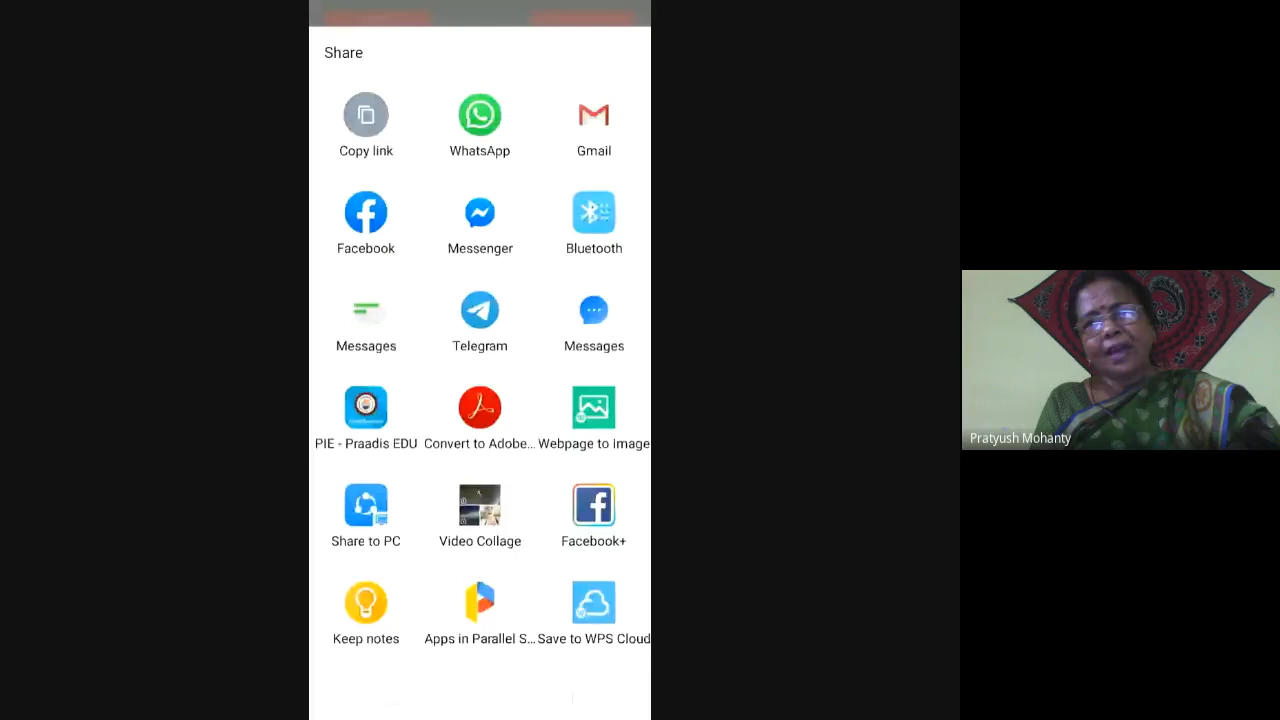 Share
Copy link WhatsApp Gmail
Facebook Messenger Bluetooth
Messages Telegram Messages
PIE - Praadis EDU Convert to Adobe... Webpage to Image
Share to PC Video Collage Facebook+
Keep notes Apps in Parallel S... Save to WPS Cloud
Pratyush Mohanty